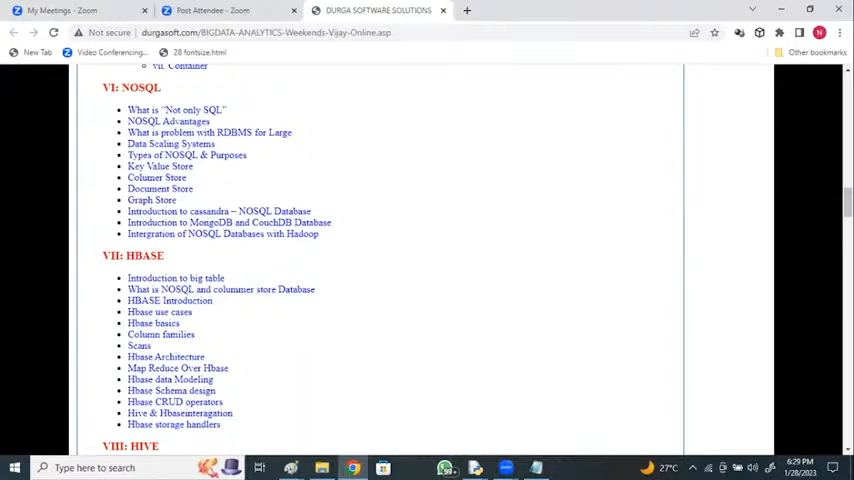 My Meetings - Zoom
Post Attendee - Zoom
DURGA SOFTWARE SOLUTIONS
Not secure | durgasoft.com/BIGDATA-ANALYTICS-Weekends-Vijay-Online.asp
N
New Tab
Video Conferencing...
28 fontsize.html
Other bookmarks
vii. Container
VI: NOSQL
What is “Not only SQL”
NOSQL Advantages
What is problem with RDBMS for Large
Data Scaling Systems
Types of NOSQL & Purposes
Key Value Store
Columer Store
Document Store
Graph Store
Introduction to cassandra – NOSQL Database
Introduction to MongoDB and CouchDB Database
Intergration of NOSQL Databases with Hadoop
VII: HBASE
Introduction to big table
What is NOSQL and colummer store Database
HBASE Introduction
Hbase use cases
Hbase basics
Column families
Scans
Hbase Architecture
Map Reduce Over Hbase
Hbase data Modeling
Hbase Schema design
Hbase CRUD operators
Hive & Hbaseinteragation
Hbase storage handlers
VIII: HIVE
Type here to search
99+
zoom
27°C
6:29 PM
1/28/2023